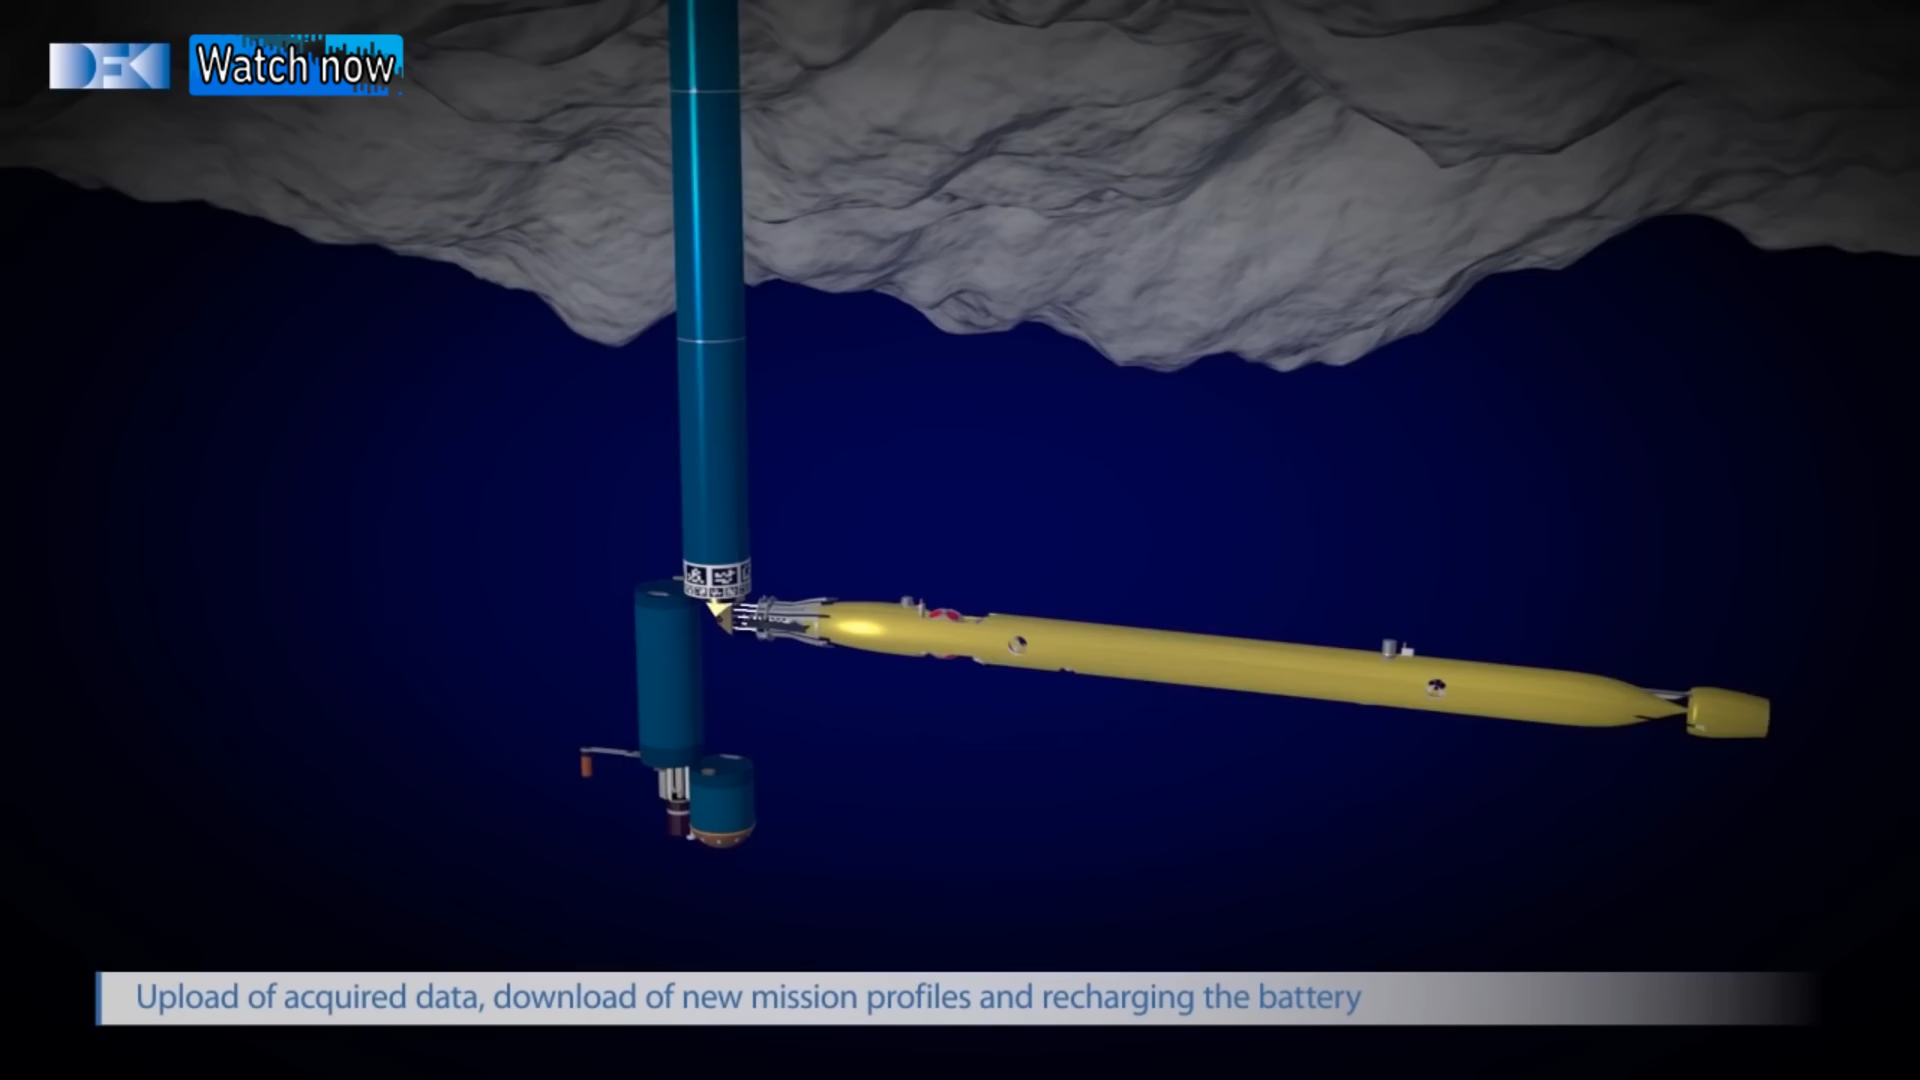 DFK Watch now
Upload of acquired data, download of new mission profiles and recharging the battery